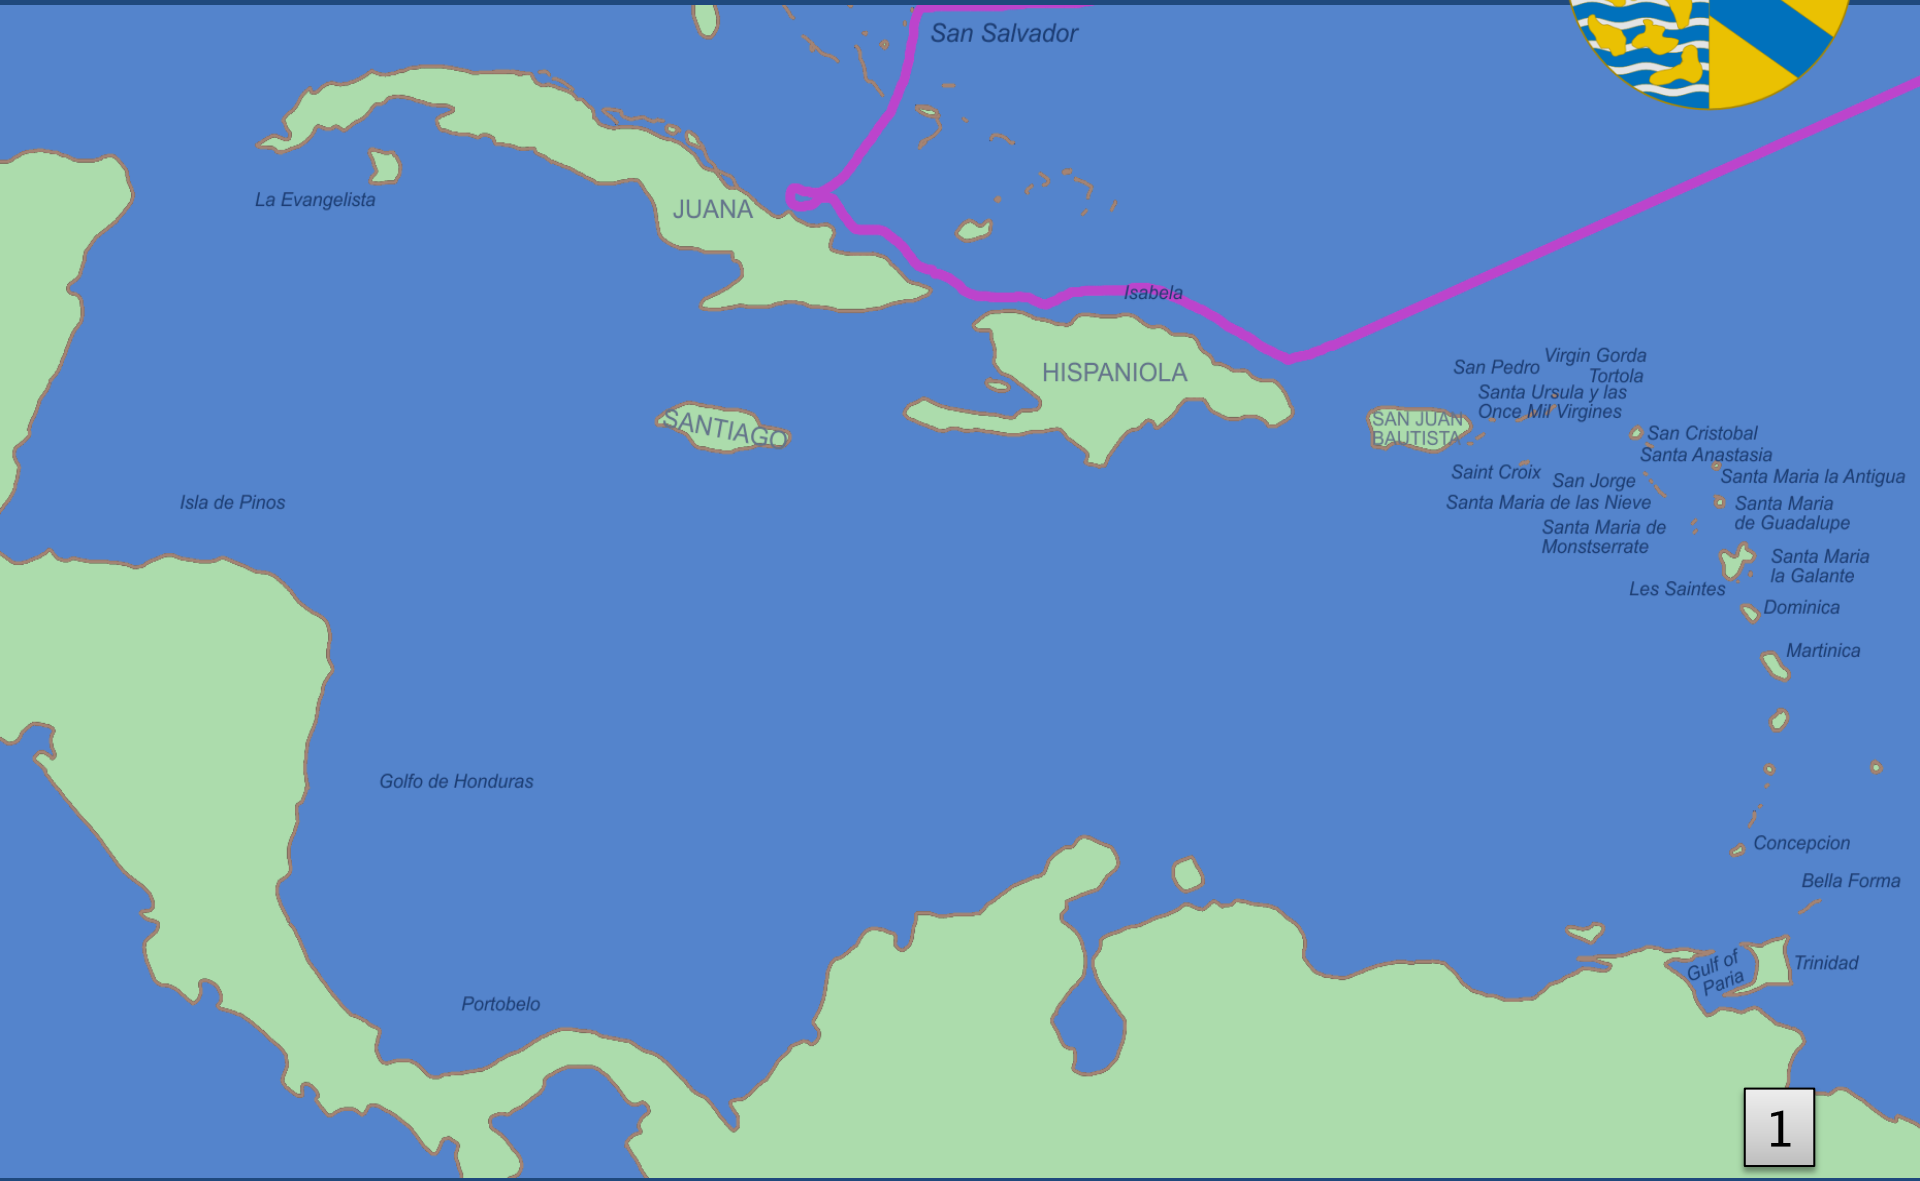 San Salvador
La Evangelista
JUANA
Isabela
HISPANIOLA
SANTIAGO
SAN JUAN
BAUTISTA
Virgin Gorda
San Pedro
Tortola
Santa Ursula y las
Once Mil Virgines
San Cristobal
Santa Anastasia
Saint Croix
San Jorge
Santa Maria la Antigua
Isla de Pinos
Santa Maria de las Nieve
Santa Maria
de Guadalupe
Santa Maria de
Monstserrate
Santa Maria
la Galante
Les Saintes
Dominica
Martinica
Golfo de Honduras
Concepcion
Bella Forma
Gulf of
Paria
Trinidad
Portobelo
1